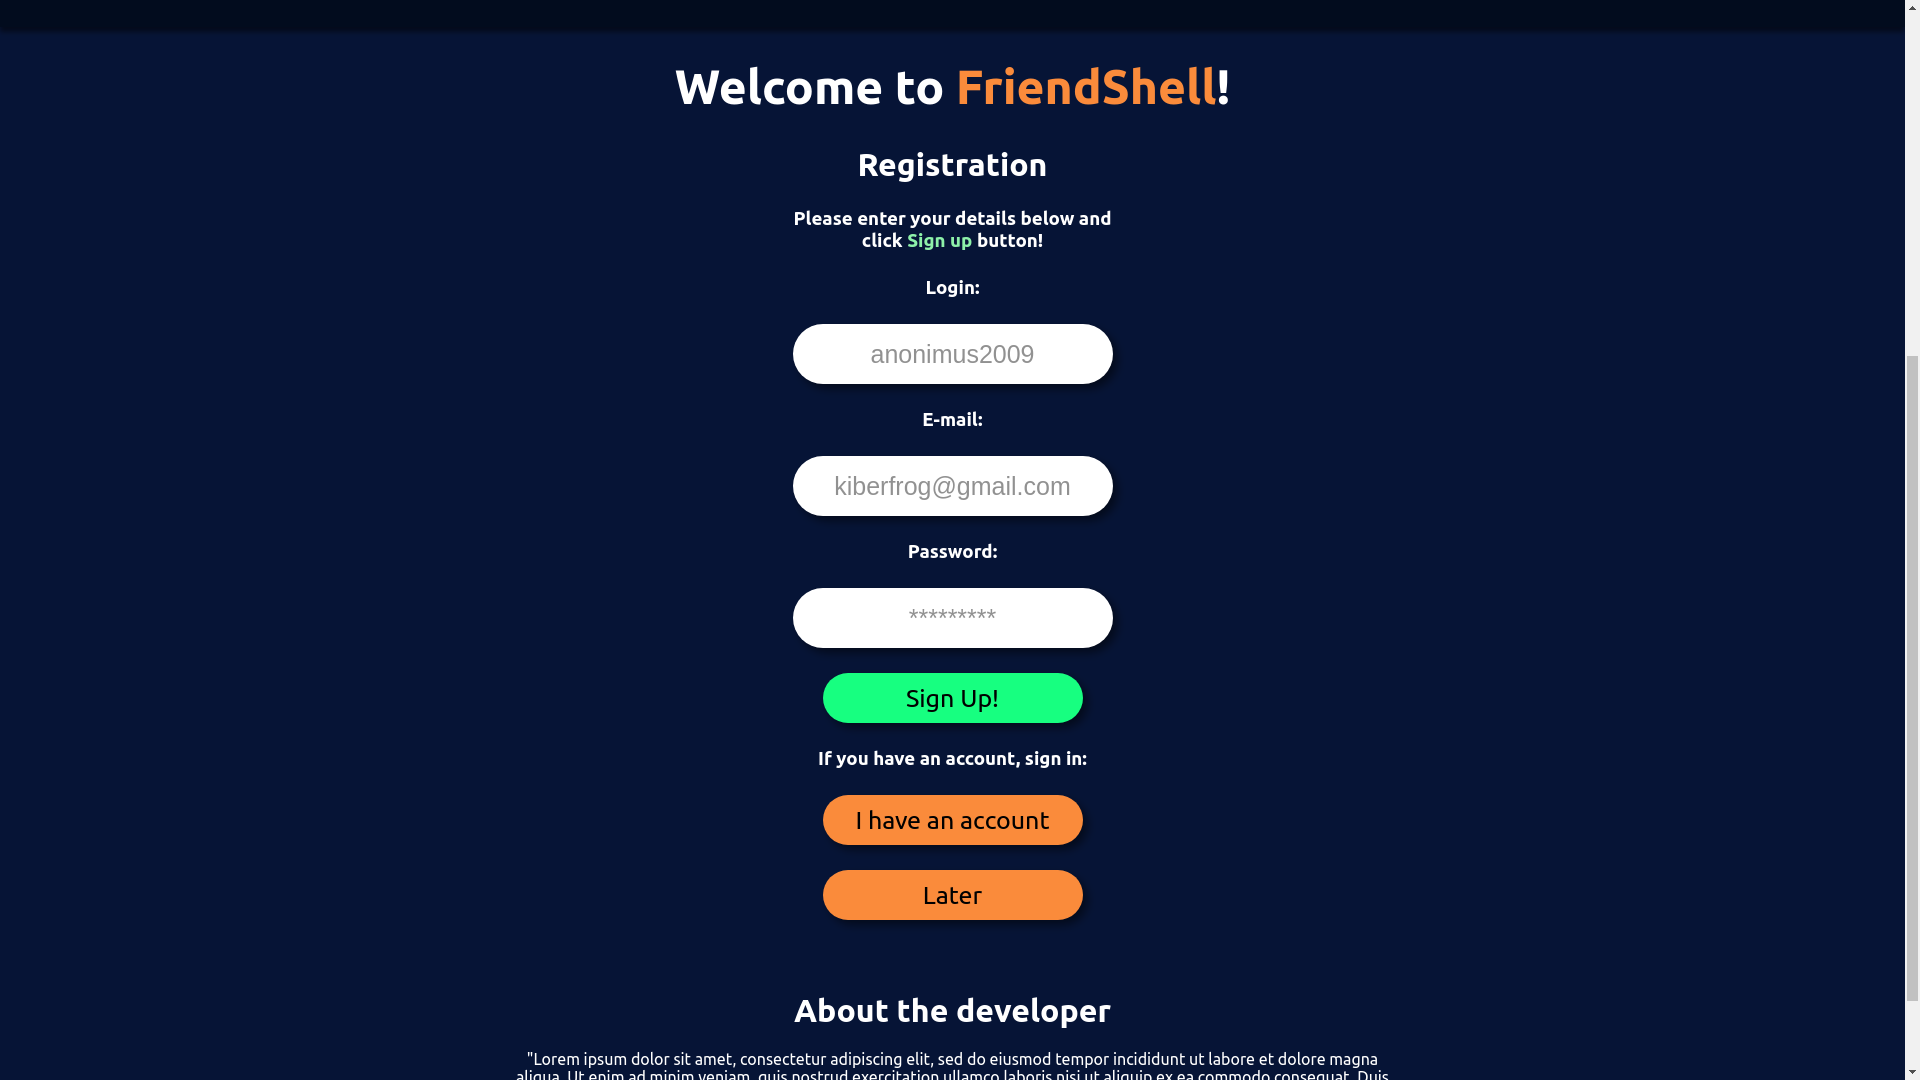 Welcome to FriendShell!
Registration
Please enter your details below and
click Sign up button!
Login:
anonimus2009
E-mail:
kiberfrog@gmail.com
Password:
*********
Sign Up!
If you have an account, sign in:
I have an account
Later
About the developer
"Lorem ipsum dolor sit amet, consectetur adipiscing elit, sed do eiusmod tempor incididunt ut labore et dolore magna
aliqua. Ut enim ad minim veniam, quis nostrud exercitation ullamco laboris nisi ut aliquip ex ea commodo consequat. Duis